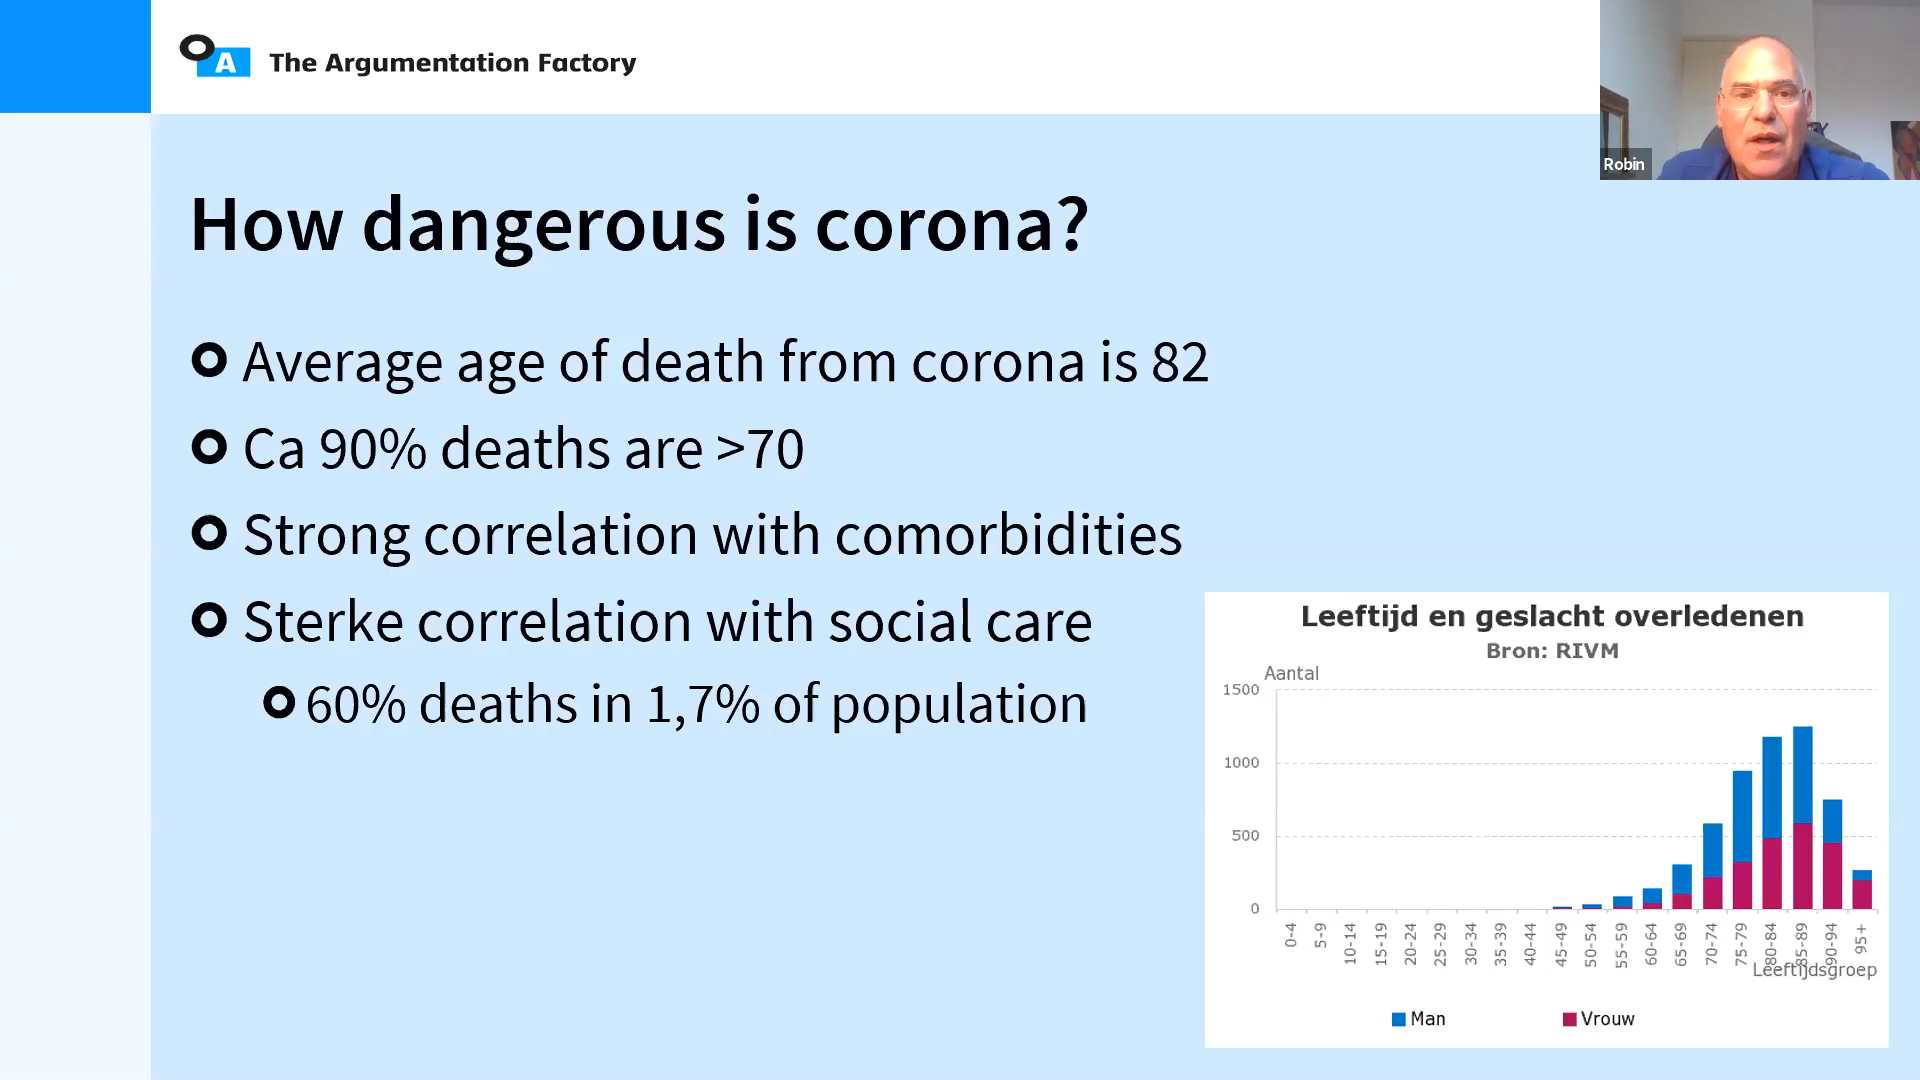 A The Argumentation Factory
Robin
How dangerous is corona?
Average age of death from corona is 82
Ca 90% deaths are >70
Strong correlation with comorbidities
Sterke correlation with social care
60% deaths in 1,7% of population
Leeftijd en geslacht overledenen
Bron: RIVM
Aantal
1500
1000
500
0
0-4 5-9 10-14 15-19 20-24 25-29 30-34 35-39 40-44 45-49 50-54 55-59 60-64 65-69 70-74 75-79 80-84 85-89 90-94 95+
Leeftijdsgroep
Man Vrouw